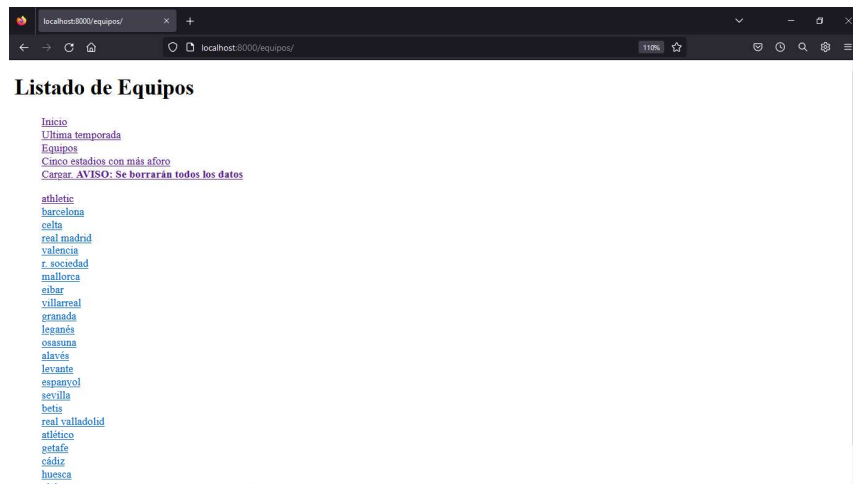 localhost:8000/equipos/
localhost:8000/equipos/
110%
Listado de Equipos
Inicio
Ultima temporada
Equipos
Cinco estadios con más aforo
Cargar. AVISO: Se borrarán todos los datos
athletic
barcelona
celta
real madrid
valencia
r. sociedad
mallorca
eibar
villarreal
granada
leganés
osasuna
alavés
levante
espanyol
sevilla
betis
real valladolid
atlético
getafe
cádiz
huesca